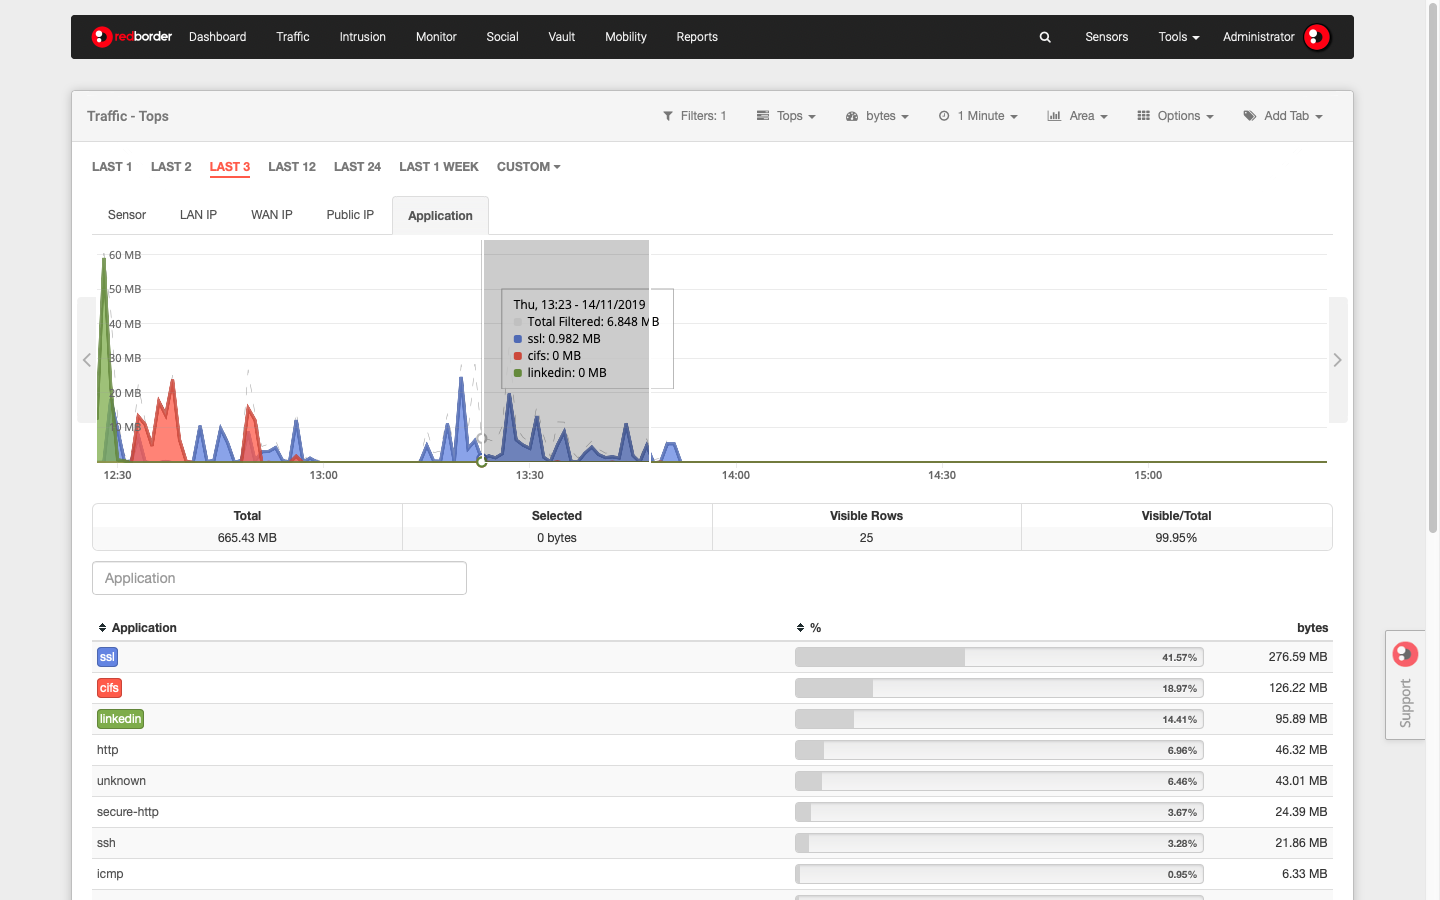 redborder Dashboard Traffic Intrusion Monitor Social Vault Mobility Reports Sensors Tools Administrator
Traffic - Tops Filters: 1 Tops bytes 1 Minute Area Options Add Tab
LAST 1 LAST 2 LAST 3 LAST 12 LAST 24 LAST 1 WEEK CUSTOM
Sensor LAN IP WAN IP Public IP Application
60 MB
50 MB
40 MB
30 MB
20 MB
10 MB
Thu, 13:23 - 14/11/2019
Total Filtered: 6.848 MB
ssl: 0.982 MB
cifs: 0 MB
linkedin: 0 MB
12:30 13:00 13:30 14:00 14:30 15:00
Total Selected Visible Rows Visible/Total
665.43 MB 0 bytes 25 99.95%
Application
Application % bytes
ssl 41.57% 276.59 MB
cifs 18.97% 126.22 MB
linkedin 14.41% 95.89 MB
http 6.96% 46.32 MB
unknown 6.46% 43.01 MB
secure-http 3.67% 24.39 MB
ssh 3.28% 21.86 MB
icmp 0.95% 6.33 MB
Support